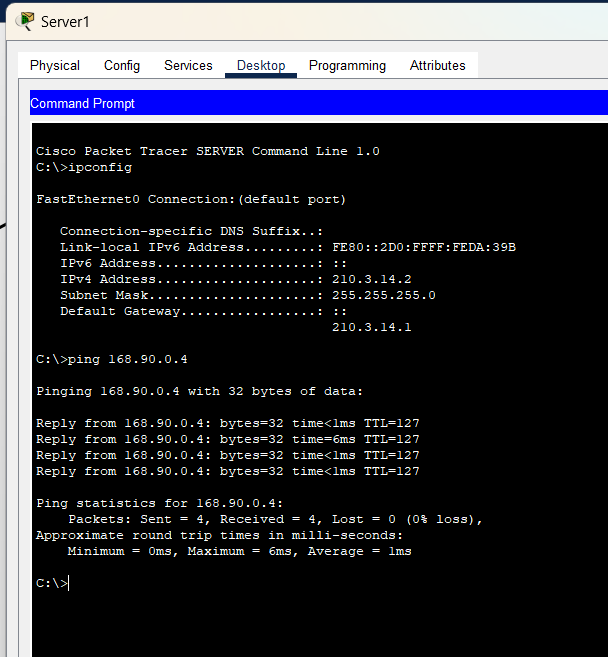 Server1
Physical Config Services Desktop Programming Attributes
Command Prompt
Cisco Packet Tracer SERVER Command Line 1.0
C:\>ipconfig
FastEthernet0 Connection:(default port)
Connection-specific DNS Suffix..:
Link-local IPv6 Address.........: FE80::2D0:FFFF:FEDA:39B
IPv6 Address....................: ::
IPv4 Address....................: 210.3.14.2
Subnet Mask.....................: 255.255.255.0
Default Gateway.................: ::
210.3.14.1
C:\>ping 168.90.0.4
Pinging 168.90.0.4 with 32 bytes of data:
Reply from 168.90.0.4: bytes=32 time<1ms TTL=127
Reply from 168.90.0.4: bytes=32 time=6ms TTL=127
Reply from 168.90.0.4: bytes=32 time<1ms TTL=127
Reply from 168.90.0.4: bytes=32 time<1ms TTL=127
Ping statistics for 168.90.0.4:
Packets: Sent = 4, Received = 4, Lost = 0 (0% loss),
Approximate round trip times in milli-seconds:
Minimum = 0ms, Maximum = 6ms, Average = 1ms
C:\>